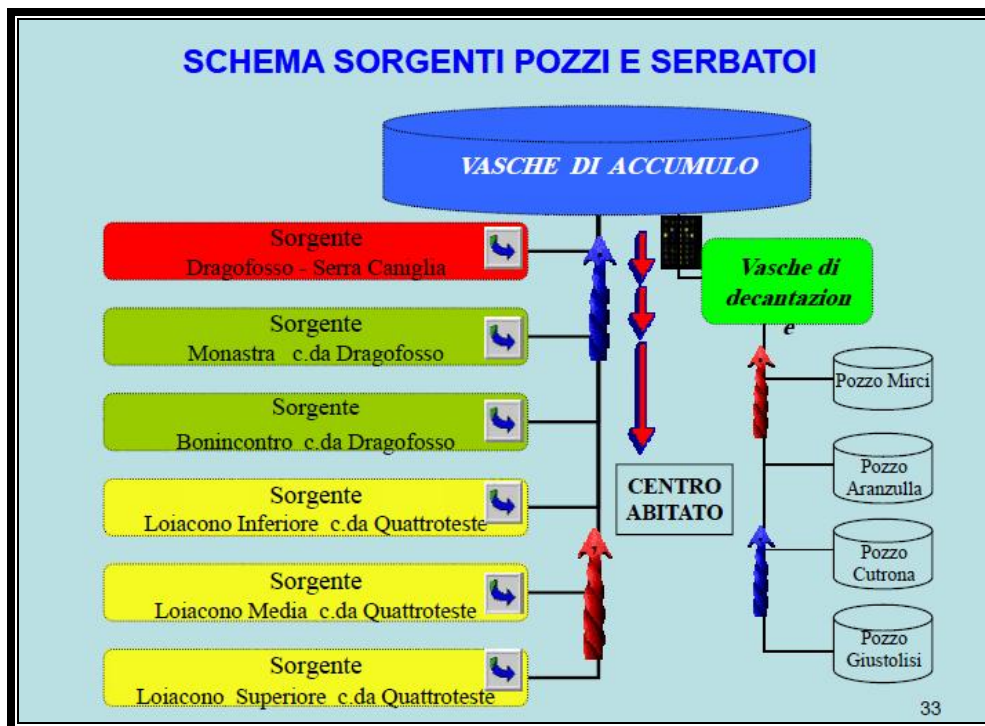 SCHEMA SORGENTI POZZI E SERBATOI
VASCHE DI ACCUMULO
Sorgente
Dragofosso - Serra Caniglia
Sorgente
Monastra c.da Dragofosso
Sorgente
Bonincontro c.da Dragofosso
Sorgente
Loiacono Inferiore c.da Quattroteste
Sorgente
Loiacono Media c.da Quattroteste
Sorgente
Loiacono Superiore c.da Quattroteste
CENTRO
ABITATO
Vasche di
decantazion
e
Pozzo Mirci
Pozzo
Aranzulla
Pozzo
Cutrona
Pozzo
Giustolisi
33